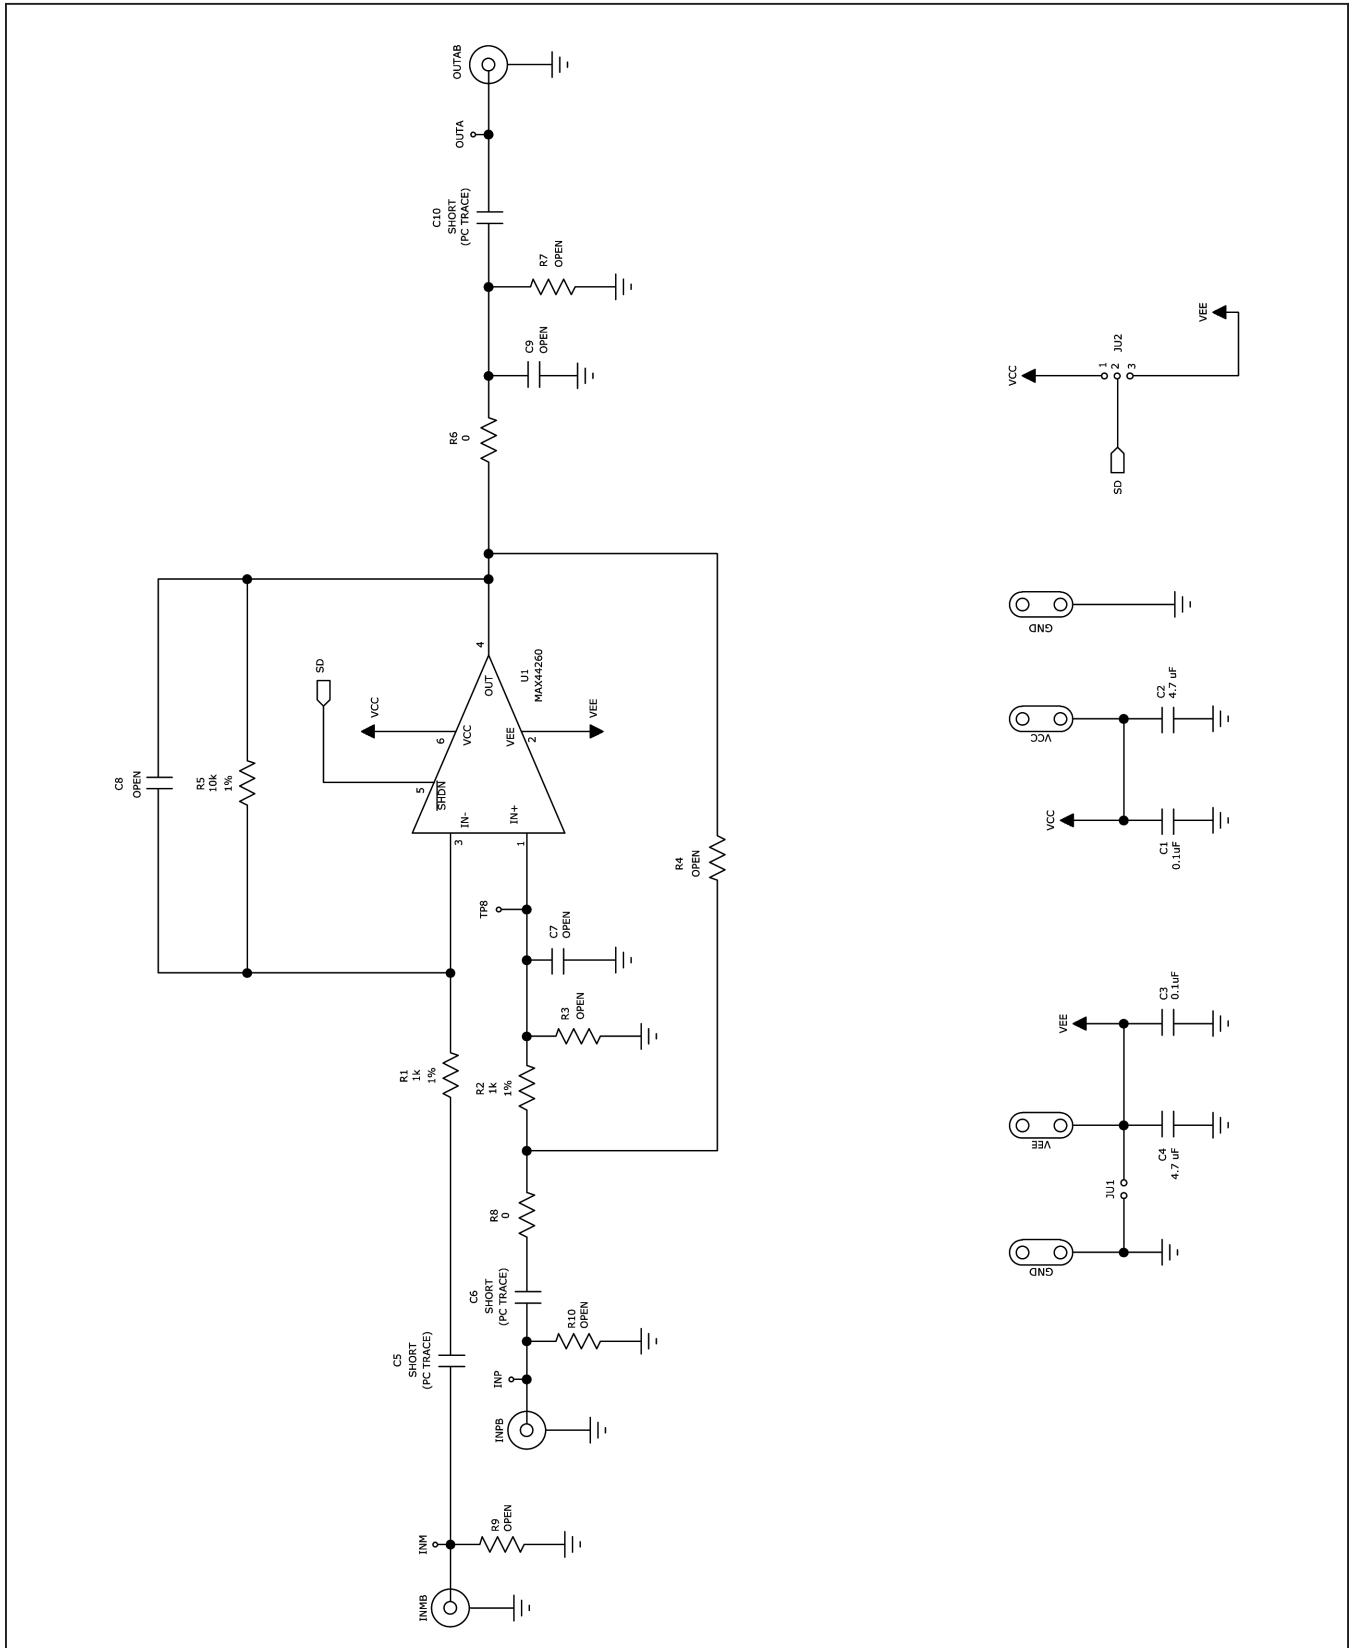 OUTAB
OUTA
C10
SHORT
(PC TRACE)
R7
OPEN
C9
OPEN
R6
0
VEE
VCC
1
2
3
JU2
SD
C8
OPEN
R5
10k
1%
SD
VCC
6
VCC
5
SHDN
4
OUT
U1
MAX44260
VEE
VEE
2
IN-
3
IN+
1
R4
OPEN
TP8
C7
OPEN
R3
OPEN
R1
1k
1%
R2
1k
1%
R8
0
C6
SHORT
(PC TRACE)
R10
OPEN
C5
SHORT
(PC TRACE)
INP
INPB
INM
R9
OPEN
INMB
GND
VCC
C2
4.7 uF
VCC
C1
0.1uF
VEE
C3
0.1uF
VEE
C4
4.7 uF
JU1
GND